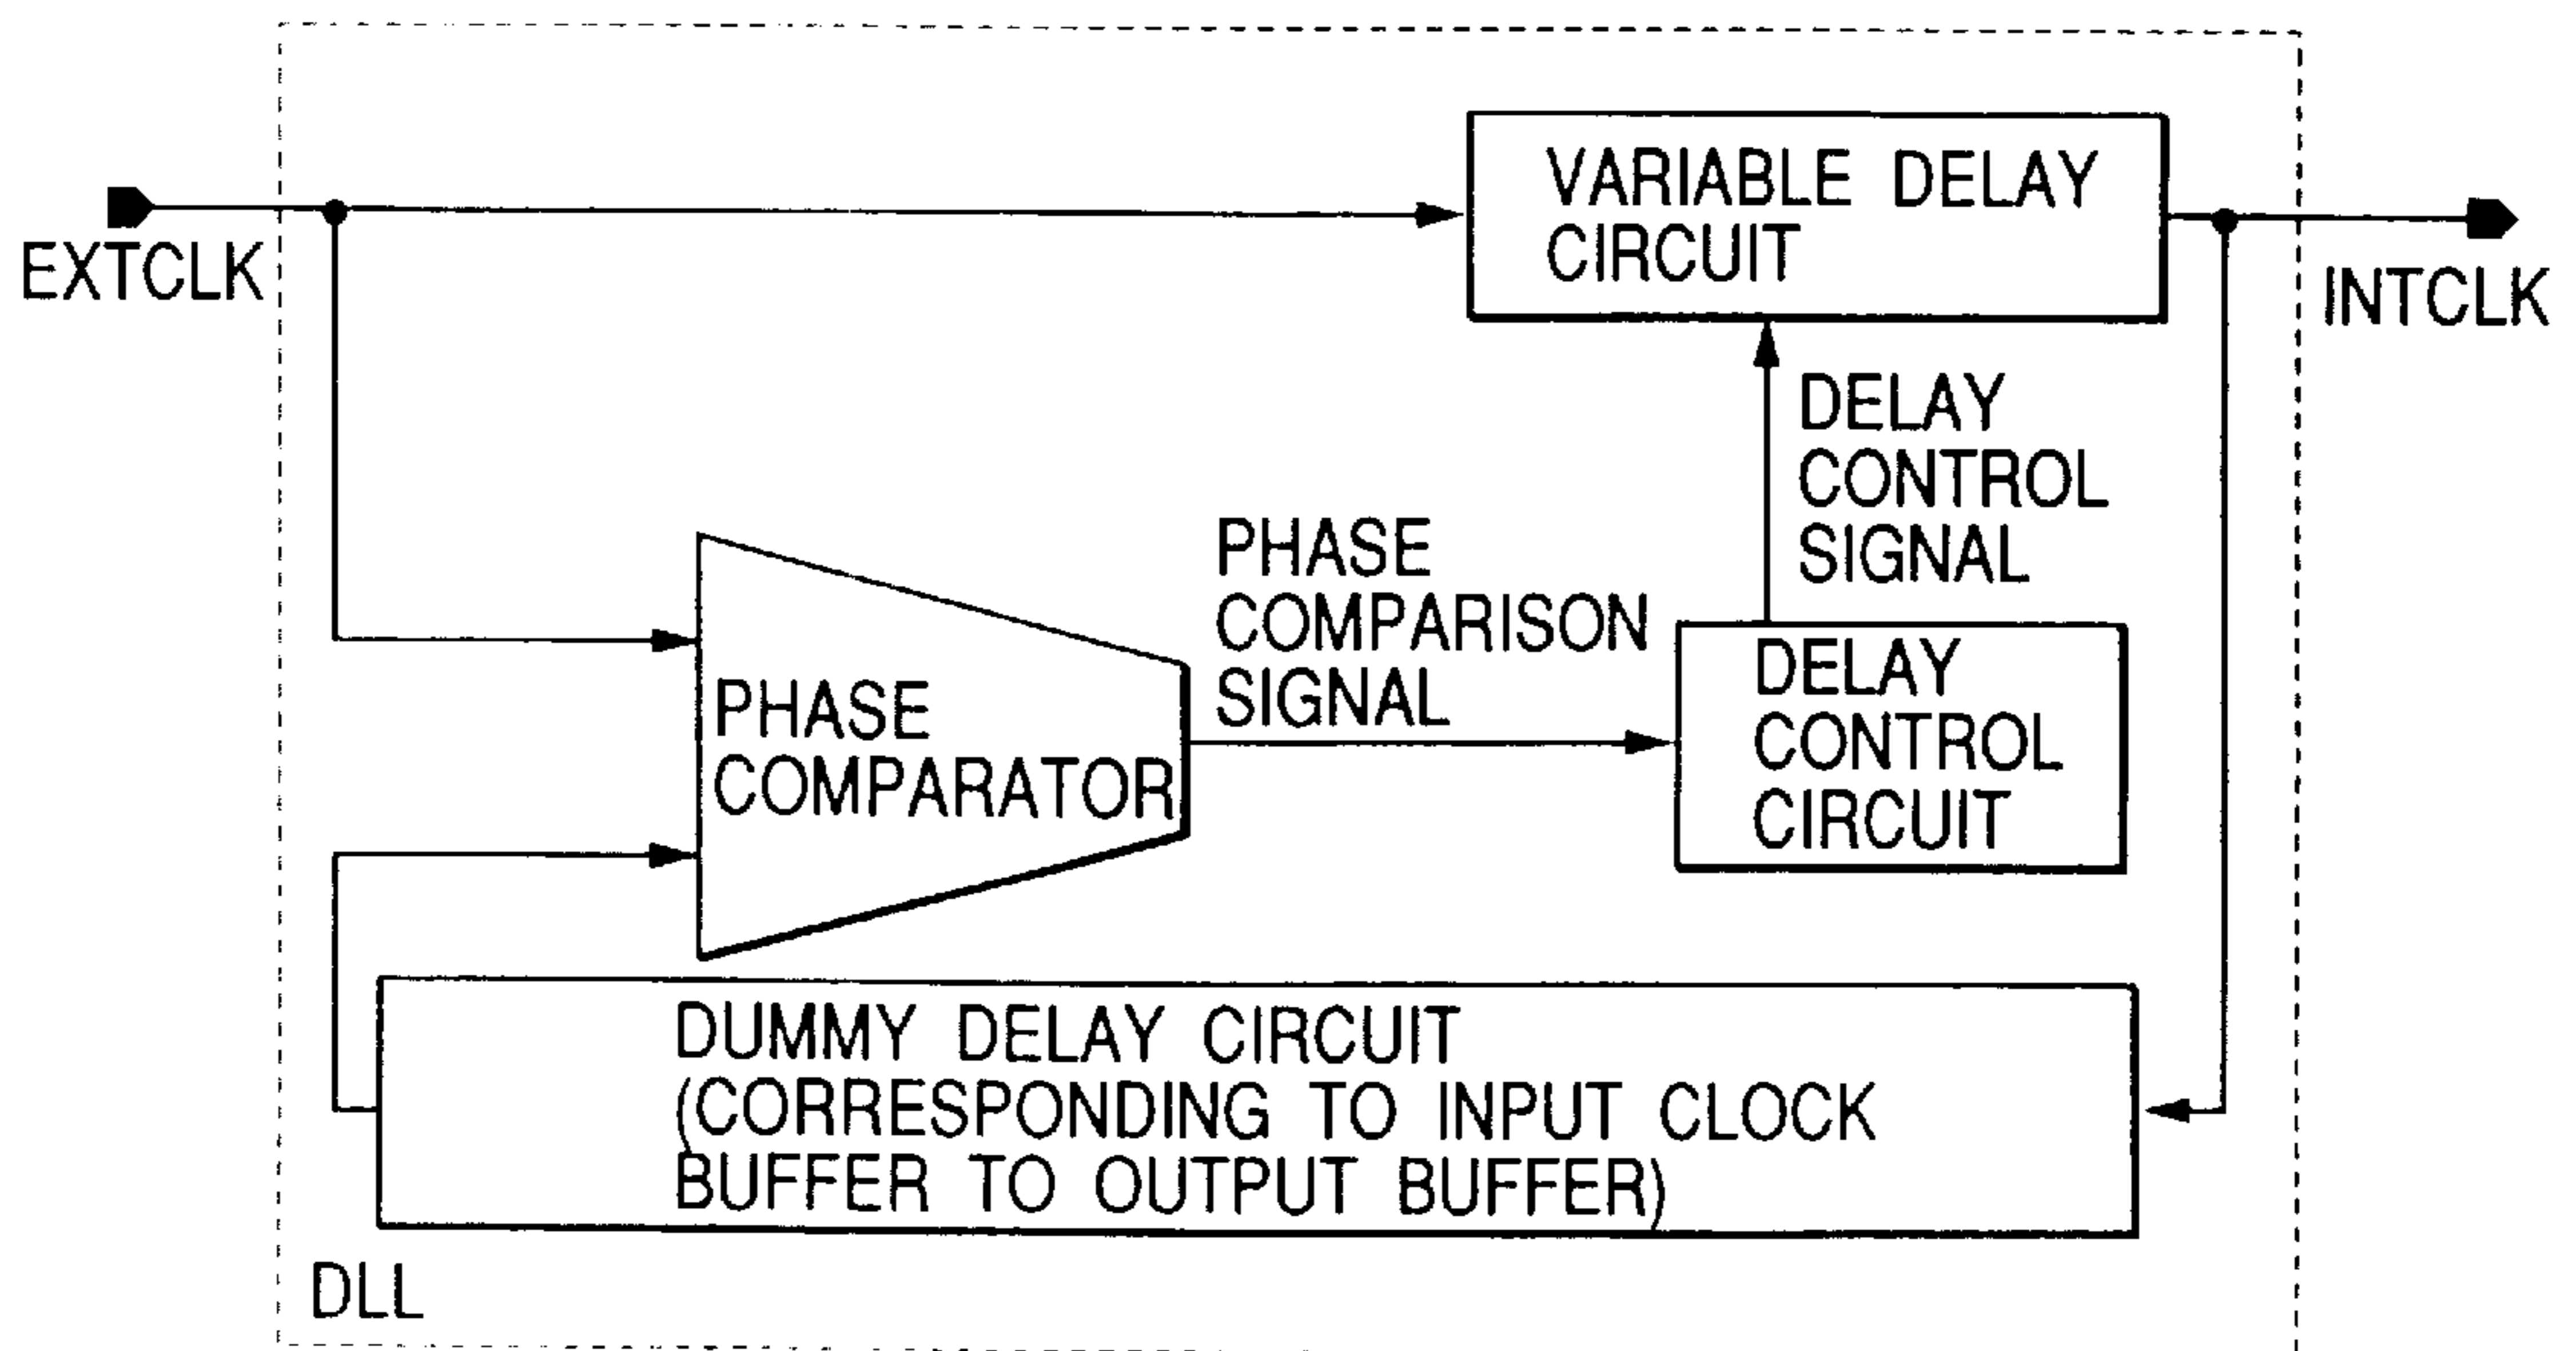 VARIABLE DELAY
CIRCUIT
EXTCLK
INTCLK
DELAY
CONTROL
SIGNAL
PHASE
COMPARISON
SIGNAL
DELAY
CONTROL
CIRCUIT
PHASE
COMPARATOR
DUMMY DELAY CIRCUIT
(CORRESPONDING TO INPUT CLOCK
BUFFER TO OUTPUT BUFFER)
DLL